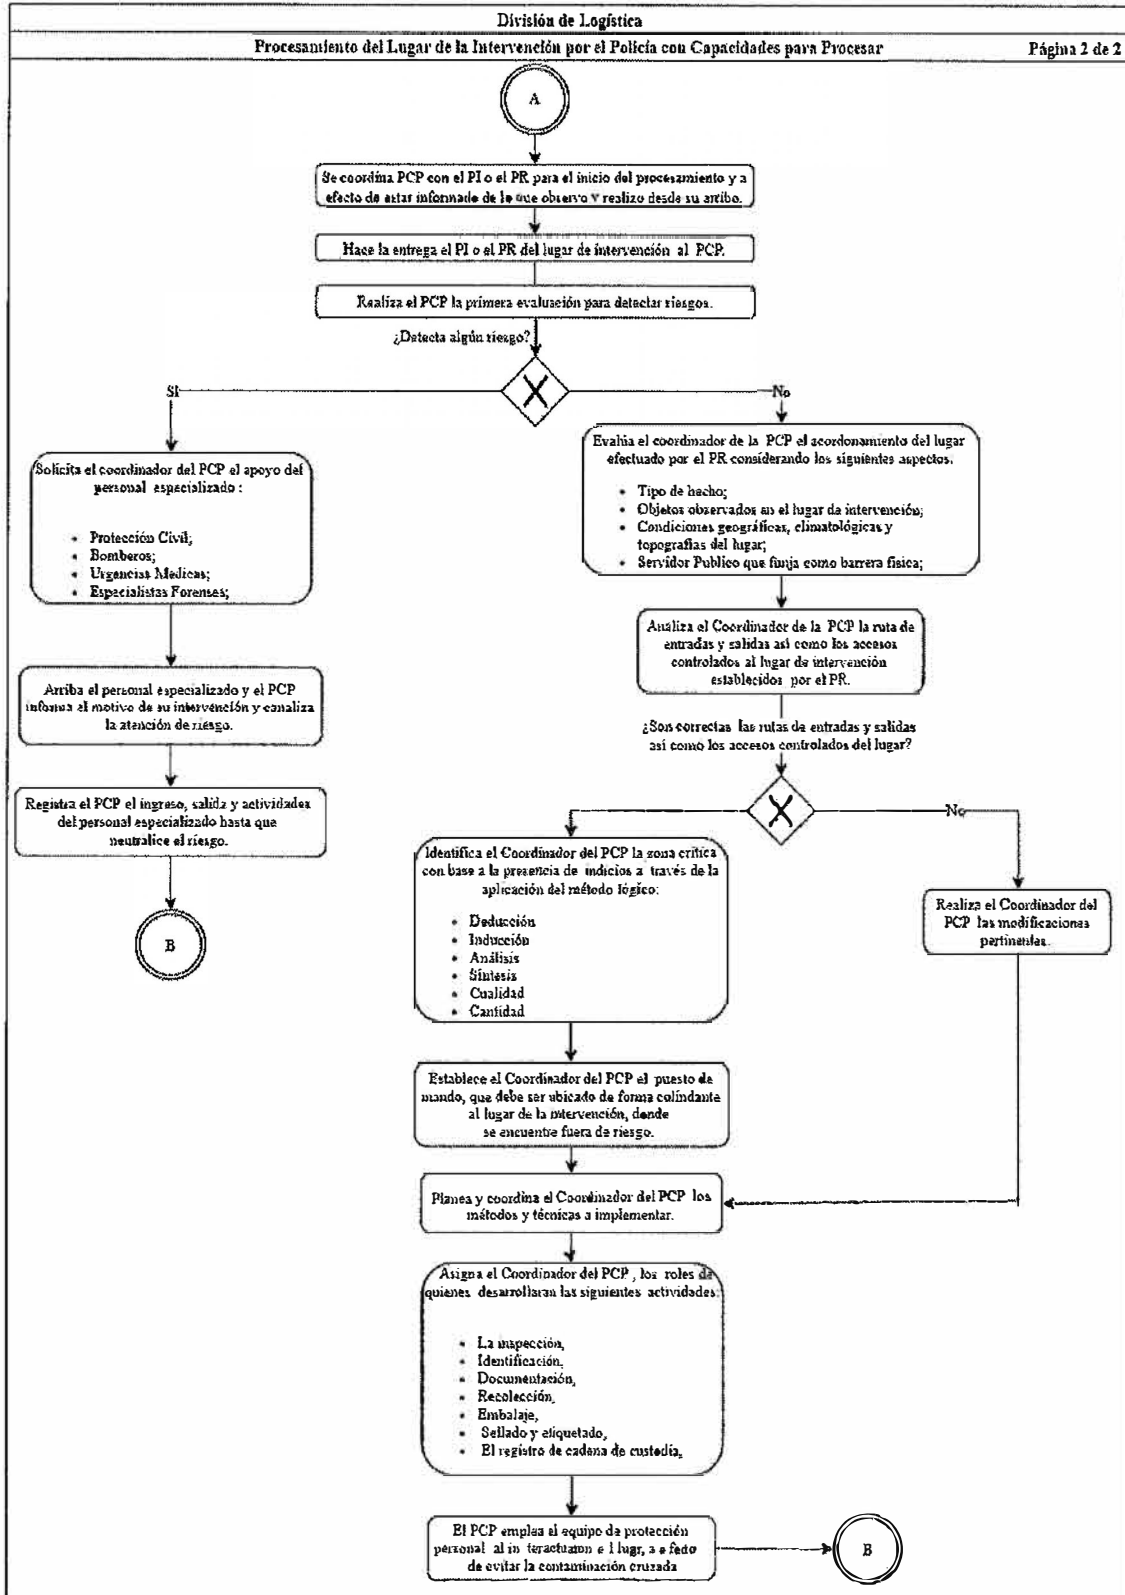 División de Logística
Procesamiento del Lugar de la Intervención por el Policía con Capacidades para Procesar
Página 2 de 2
A
Se coordina PCP con el PI o el PR para el inicio del procesamiento y a
efecto de estar informado de lo que observo y realizo desde su arribo.
Hace la entrega el PI o el PR del lugar de intervención al PCP.
Realiza el PCP la primera evaluación para detectar riesgos.
¿Detecta algún riesgo?
SI
No
Solicita el coordinador del PCP el apoyo del
personal especializado :
• Protección Civil;
• Bomberos;
• Urgencias Médicas;
• Especialistas Forenses;
Arriba el personal especializado y el PCP
informa el motivo de su intervención y canaliza
la atención de riesgo.
Registra el PCP el ingreso, salida y actividades
del personal especializado hasta que
neutralice el riesgo.
B
Evalúa el coordinador de la PCP el acordonamiento del lugar
efectuado por el PR considerando los siguientes aspectos.
• Tipo de hecho;
• Objetos observados en el lugar de intervención;
• Condiciones geográficas, climatológicas y
topografías del lugar;
• Servidor Publico que funja como barrera física;
Analiza el Coordinador de la PCP la ruta de
entradas y salidas así como los accesos
controlados al lugar de intervención
establecidos por el PR.
¿Son correctas las rutas de entradas y salidas
así como los accesos controlados del lugar?
No
Identifica el Coordinador del PCP la zona crítica
con base a la presencia de indicios a través de la
aplicación del método lógico:
• Deducción
• Inducción
• Análisis
• Síntesis
• Cualidad
• Cantidad
Realiza el Coordinador del
PCP las modificaciones
pertinentes.
Establece el Coordinador del PCP el puesto de
mando, que debe ser ubicado de forma colindante
al lugar de la intervención, donde
se encuentre fuera de riesgo.
Planea y coordina el Coordinador del PCP los
métodos y técnicas a implementar.
Asigna el Coordinador del PCP , los roles de
quienes desarrollaran las siguientes actividades:
• La inspección,
• Identificación,
• Documentación,
• Recolección,
• Embalaje,
• Sellado y etiquetado,
• El registro de cadena de custodia,
El PCP emplea el equipo de protección
personal al in teractuaron e l lugr, a e fecto
de evitar la contaminación cruzada
B